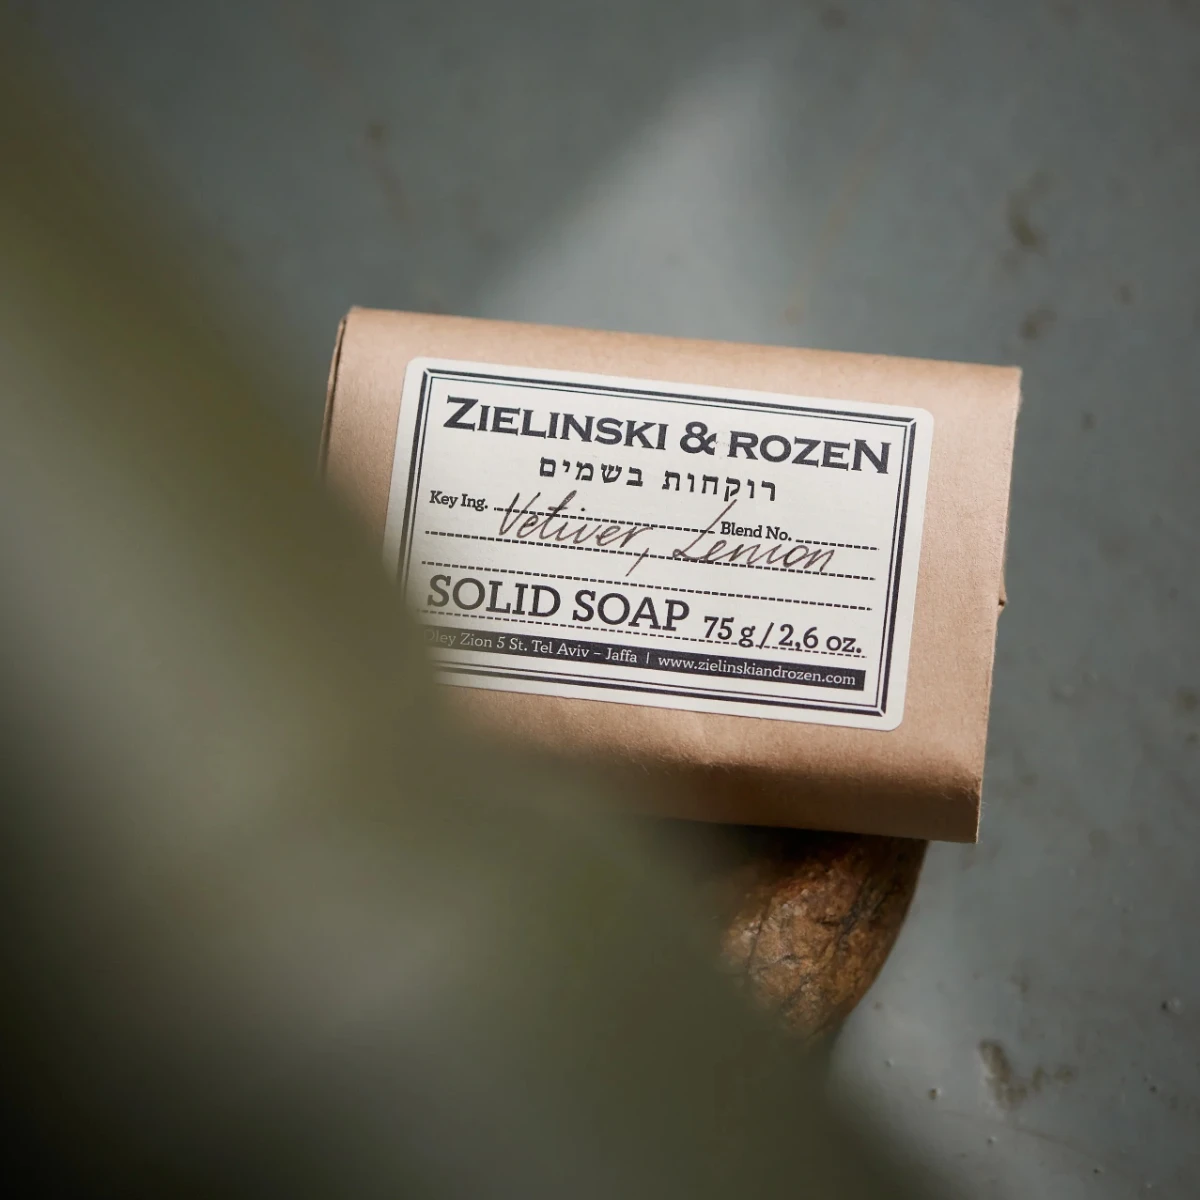 ZIELINSKI & ROZEN
רוקחות בשמים
Key Ing. Vetiver, Lemon Blend No.
SOLID SOAP 75 g / 2,6 oz.
Oley Zion 5 St. Tel Aviv – Jaffa | www.zielinskiandrozen.com